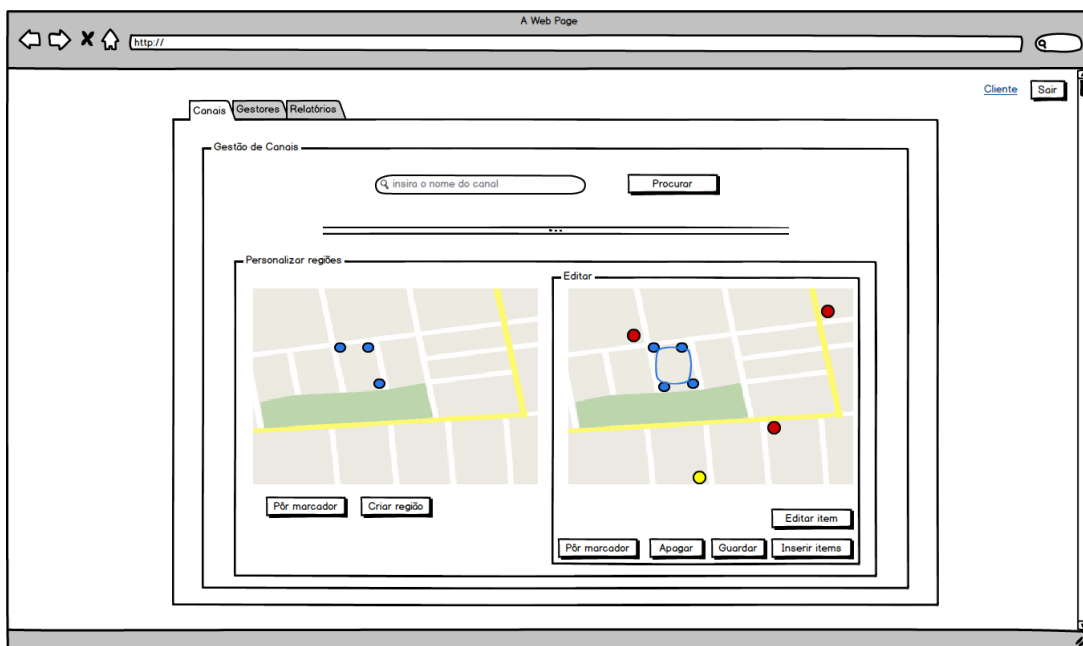 A Web Page
http://
Cliente Sair
Canais Gestores Relatórios
Gestão de Canais
insira o nome do canal Procurar
Personalizar regiões
Editar
Pôr marcador Criar região
Editar item
Pôr marcador Apagar Guardar Inserir items